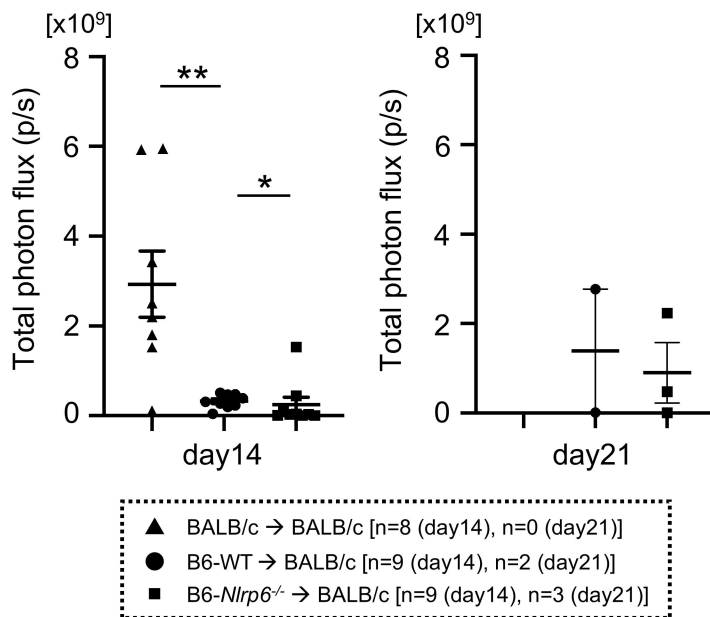 [x10⁹]
Total photon flux (p/s)
8
6
4
2
0
**
*
day14
[x10⁹]
Total photon flux (p/s)
8
6
4
2
0
day21
▲ BALB/c → BALB/c [n=8 (day14), n=0 (day21)]
● B6-WT → BALB/c [n=9 (day14), n=2 (day21)]
■ B6-Nlrp6⁻/⁻ → BALB/c [n=9 (day14), n=3 (day21)]